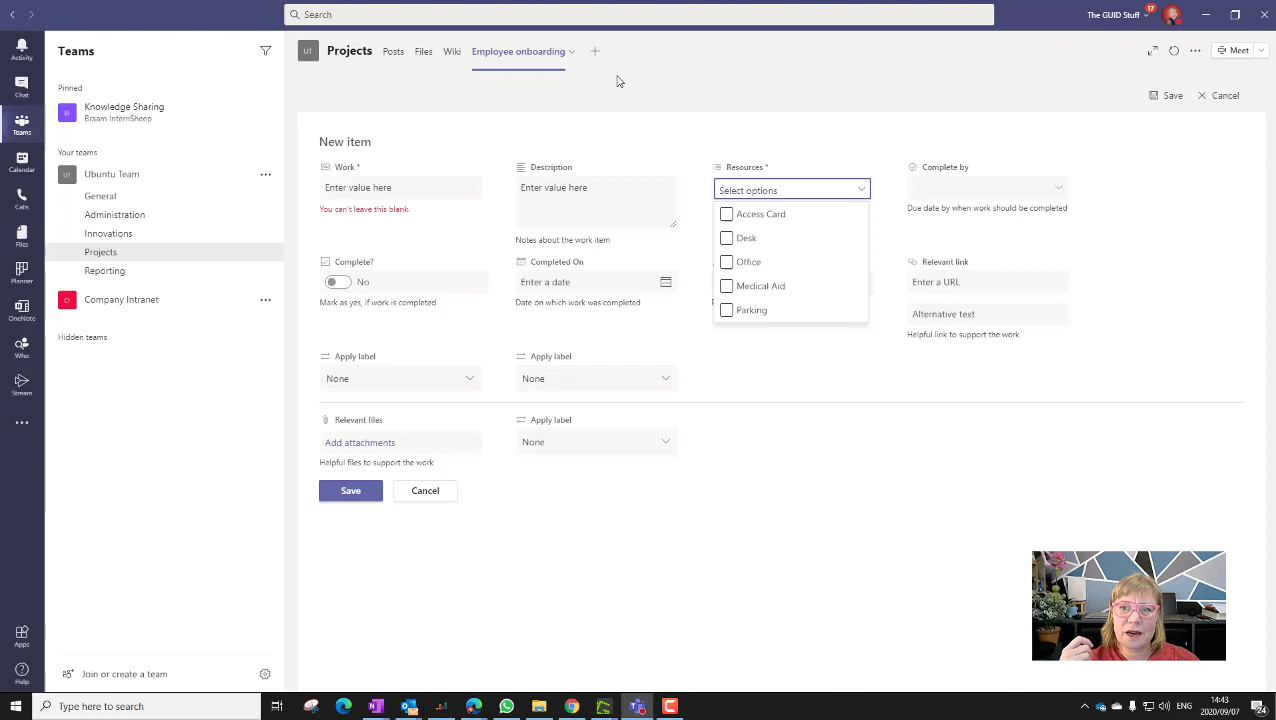 Search
The GUID Stuff
17
Activity
Chat
Teams
Calendar
Calls
Files
Planner
OneNote
Who
Stream
Apps
Help
Teams
Pinned
BI
Knowledge Sharing
Braam InternSheep
Your teams
UT
Ubuntu Team
General
Administration
Innovations
Projects
Reporting
CI
Company Intranet
Hidden teams
Join or create a team
UT
Projects
Posts
Files
Wiki
Employee onboarding
Meet
Save
Cancel
New item
Work *
Enter value here
You can't leave this blank.
Description
Enter value here
Notes about the work item
Resources *
Select options
Access Card
Desk
Office
Medical Aid
Parking
Complete by
Due date by when work should be completed
Complete?
No
Mark as yes, if work is completed
Completed On
Enter a date
Date on which work was completed
Relevant link
Enter a URL
Alternative text
Helpful link to support the work
Apply label
None
Apply label
None
Relevant files
Add attachments
Helpful files to support the work
Apply label
None
Save
Cancel
Type here to search
ENG
14:43
2020/09/07
24